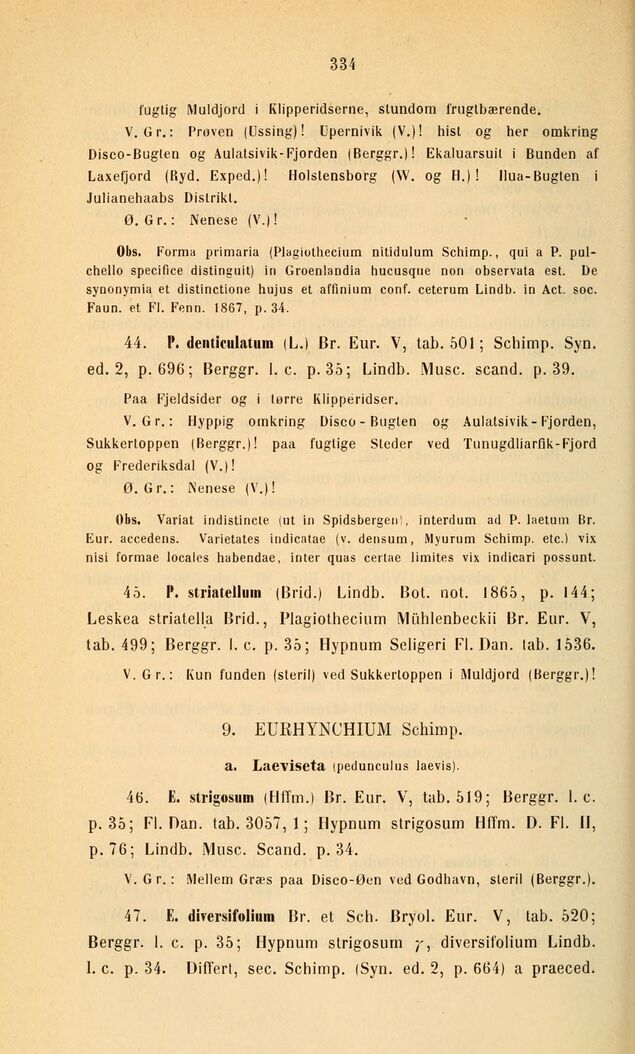 334
fugtig Muldjord i Klipperidserne, stundom frugtbærende.
V. Gr.: Prøven (Ussing)! Upernivik (V.)! hist og her omkring
Disco-Bugten og Aulatsivik-Fjorden (Berggr.)! Ekaluarsuit i Bunden af
Laxefjord (Ryd. Exped.)! Holstensborg (W. og H.)! Ilua-Bugten i
Julianehaabs Distrikt.
Ø. Gr.: Nenese (V.)!
Obs. Forma primaria (Plagiothecium nitidulum Schimp., qui a P. pul-
chello specifice distinguit) in Groenlandia hucusque non observata est. De
synonymia et distinctione hujus et affinium conf. ceterum Lindb. in Act. soc.
Faun. et Fl. Fenn. 1867, p. 34.
44. P. denticulatum (L.) Br. Eur. V, tab. 501; Schimp. Syn.
ed. 2, p. 696; Berggr. l. c. p. 35; Lindb. Musc. scand. p. 39.
Paa Fjeldsider og i tørre Klipperidser.
V. Gr.: Hyppig omkring Disco-Bugten og Aulatsivik-Fjorden,
Sukkertoppen (Berggr.)! paa fugtige Steder ved Tunugdliarfik-Fjord
og Frederiksdal (V.)!
Ø. Gr.: Nenese (V.)!
Obs. Variat indistincte (ut in Spidsbergen), interdum ad P. laetum Br.
Eur. accedens. Varietates indicatae (v. densum, Myurum Schimp. etc.) vix
nisi formae locales habendae, inter quas certae limites vix indicari possunt.
45. P. striatellum (Brid.) Lindb. Bot. not. 1865, p. 144;
Leskea striatella Brid., Plagiothecium Mühlenbeckii Br. Eur. V,
tab. 499; Berggr. l. c. p. 35; Hypnum Seligeri Fl. Dan. tab. 1536.
V. Gr.: Kun funden (steril) ved Sukkertoppen i Muldjord (Berggr.)!
9. EURHYNCHIUM Schimp.
a. Laeviseta (pedunculus laevis).
46. E. strigosum (Hffm.) Br. Eur. V, tab. 519; Berggr. l. c.
p. 35; Fl. Dan. tab. 3057, 1; Hypnum strigosum Hffm. D. Fl. II,
p. 76; Lindb. Musc. Scand. p. 34.
V. Gr.: Mellem Græs paa Disco-Øen ved Godhavn, steril (Berggr.).
47. E. diversifolium Br. et Sch. Bryol. Eur. V, tab. 520;
Berggr. l. c. p. 35; Hypnum strigosum γ, diversifolium Lindb.
l. c. p. 34. Differt, sec. Schimp. (Syn. ed. 2, p. 664) a praeced.